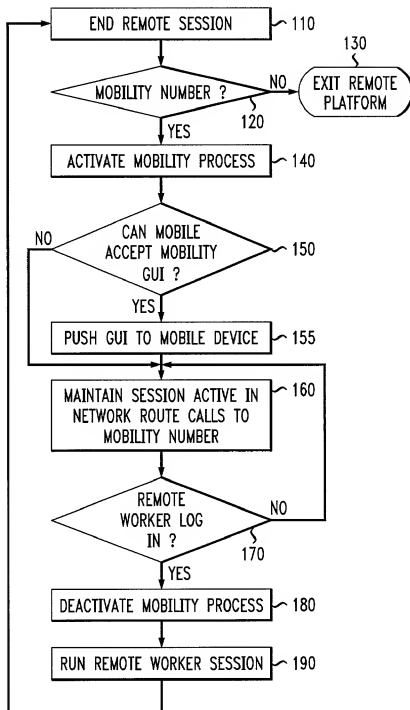 END REMOTE SESSION
110
130
MOBILITY NUMBER ?
NO
EXIT REMOTE
PLATFORM
120
YES
ACTIVATE MOBILITY PROCESS
140
NO
CAN MOBILE
ACCEPT MOBILITY
GUI ?
150
YES
PUSH GUI TO MOBILE DEVICE
155
MAINTAIN SESSION ACTIVE IN
NETWORK ROUTE CALLS TO
MOBILITY NUMBER
160
REMOTE
WORKER LOG
IN ?
NO
170
YES
DEACTIVATE MOBILITY PROCESS
180
RUN REMOTE WORKER SESSION
190